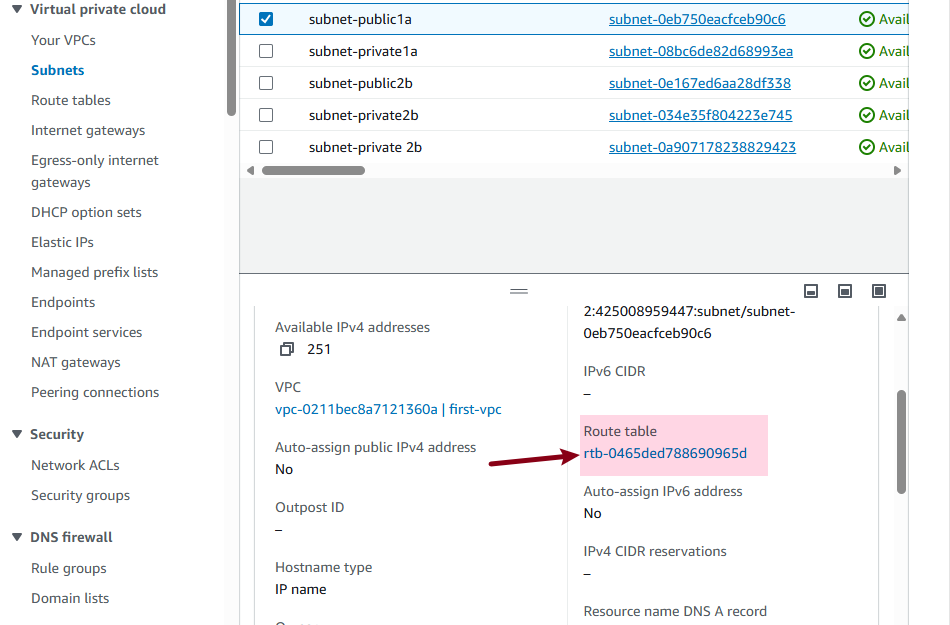 Virtual private cloud
Your VPCs
Subnets
Route tables
Internet gateways
Egress-only internet
gateways
DHCP option sets
Elastic IPs
Managed prefix lists
Endpoints
Endpoint services
NAT gateways
Peering connections
Security
Network ACLs
Security groups
DNS firewall
Rule groups
Domain lists
subnet-public1a subnet-0eb750eacfceb90c6 Avail
subnet-private1a subnet-08bc6de82d68993ea Avail
subnet-public2b subnet-0e167ed6aa28df338 Avail
subnet-private2b subnet-034e35f804223e745 Avail
subnet-private 2b subnet-0a907178238829423 Avail
Available IPv4 addresses
251
VPC
vpc-0211bec8a7121360a | first-vpc
Auto-assign public IPv4 address
No
Outpost ID
–
Hostname type
IP name
2:425008959447:subnet/subnet-
0eb750eacfceb90c6
IPv6 CIDR
–
Route table
rtb-0465ded788690965d
Auto-assign IPv6 address
No
IPv4 CIDR reservations
–
Resource name DNS A record